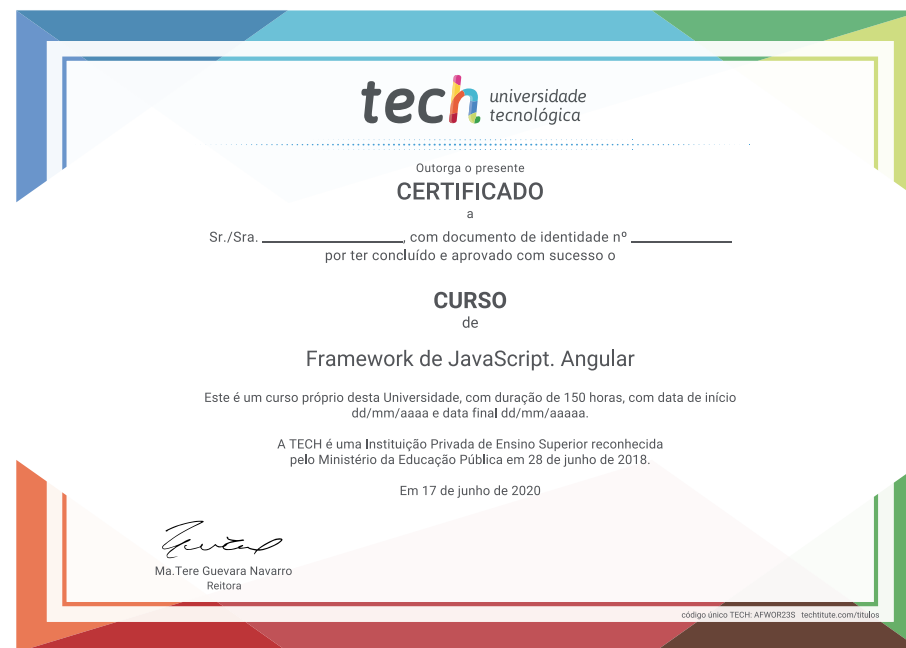 tech universidade
tecnológica
Outorga o presente
CERTIFICADO
a
Sr./Sra. ____________________, com documento de identidade nº ______________
por ter concluído e aprovado com sucesso o
CURSO
de
Framework de JavaScript. Angular
Este é um curso próprio desta Universidade, com duração de 150 horas, com data de início
dd/mm/aaaa e data final dd/mm/aaaaa.
A TECH é uma Instituição Privada de Ensino Superior reconhecida
pelo Ministério da Educação Pública em 28 de junho de 2018.
Em 17 de junho de 2020
Ma.Tere Guevara Navarro
Reitora
código único TECH: AFWOR23S techtitute.com/titulos